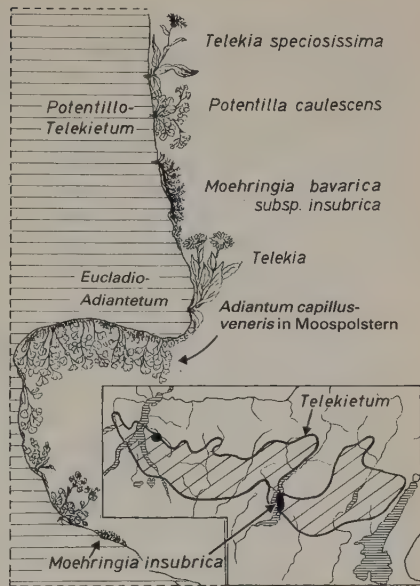 Telekia speciosissima
Potentillo-
Telekietum
Potentilla caulescens
Moehringia bavarica
subsp. insubrica
Telekia
Eucladio-
Adiantetum
Adiantum capillus-
veneris in Moospolstern
Telekietum
Moehringia insubrica